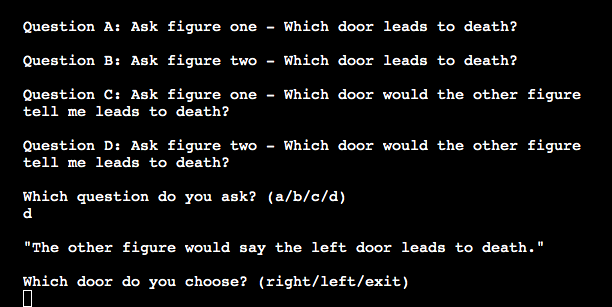 Question A: Ask figure one - Which door leads to death?
Question B: Ask figure two - Which door leads to death?
Question C: Ask figure one - Which door would the other figure
tell me leads to death?
Question D: Ask figure two - Which door would the other figure
tell me leads to death?
Which question do you ask? (a/b/c/d)
d
"The other figure would say the left door leads to death."
Which door do you choose? (right/left/exit)